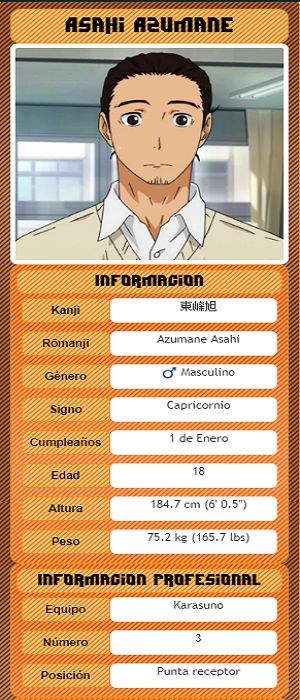 ASAHI AZUMANE
INFORMACION
Kanji 東峰旭
Rōmanji Azumane Asahi
Género ♂ Masculino
Signo Capricornio
Cumpleaños 1 de Enero
Edad 18
Altura 184.7 cm (6' 0.5")
Peso 75.2 kg (165.7 lbs)
INFORMACION PROFESIONAL
Equipo Karasuno
Número 3
Posición Punta receptor